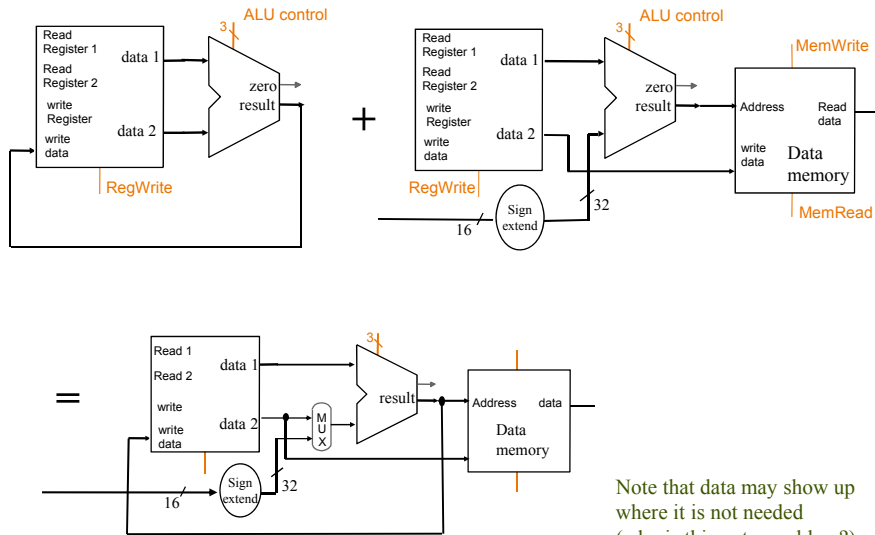 3
ALU control
Read
Register 1
Read
Register 2
write
Register
write
data
data 1
data 2
zero
result
RegWrite
+
3
ALU control
Read
Register 1
Read
Register 2
write
Register
write
data
data 1
data 2
zero
result
RegWrite
16
Sign
extend
32
MemWrite
Address
Read
data
write
data
Data
memory
MemRead
=
Read 1
Read 2
write
write
data
data 1
data 2
M
U
X
3
result
16
Sign
extend
32
Address
data
Data
memory
Note that data may show up
where it is not needed